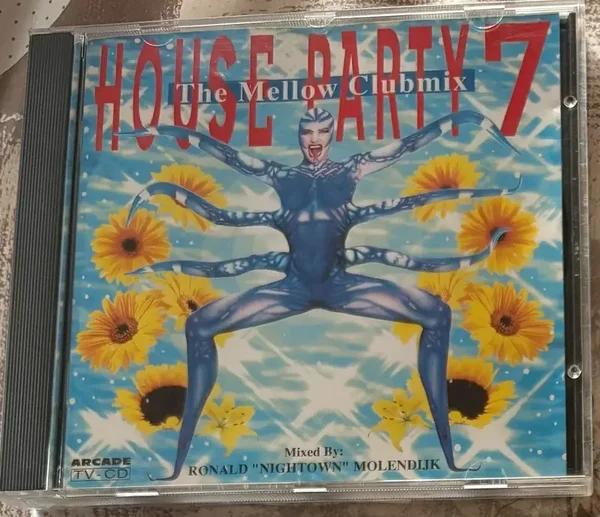 HOUSE PARTY 7
The Mellow Clubmix
Mixed By:
RONALD "NIGHTOWN" MOLENDIJK
ARCADE
TV-CD